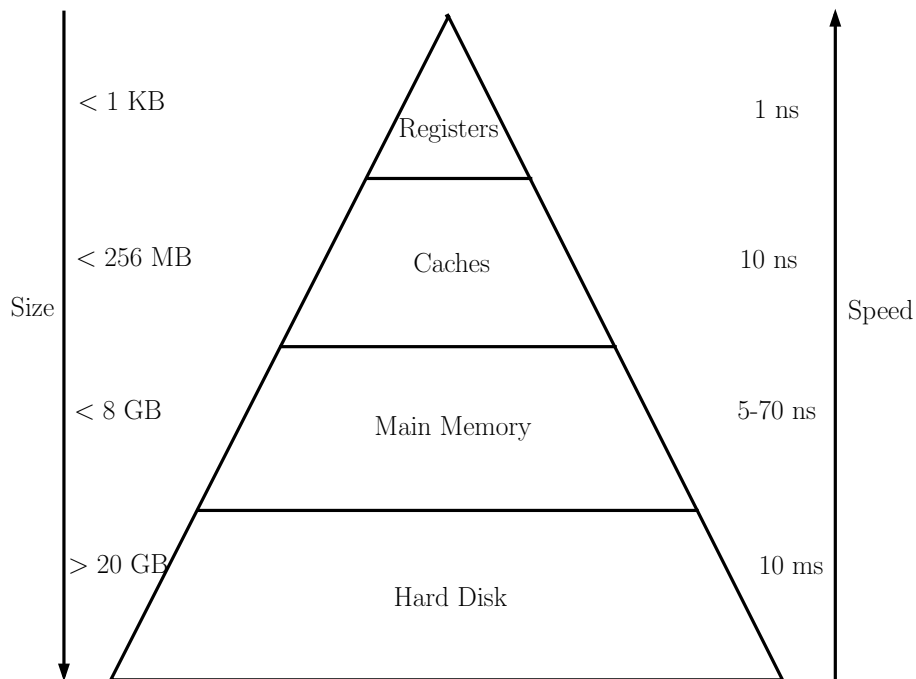 < 1 KB
1 ns
Registers
< 256 MB
10 ns
Caches
Size
Speed
< 8 GB
5-70 ns
Main Memory
> 20 GB
10 ms
Hard Disk